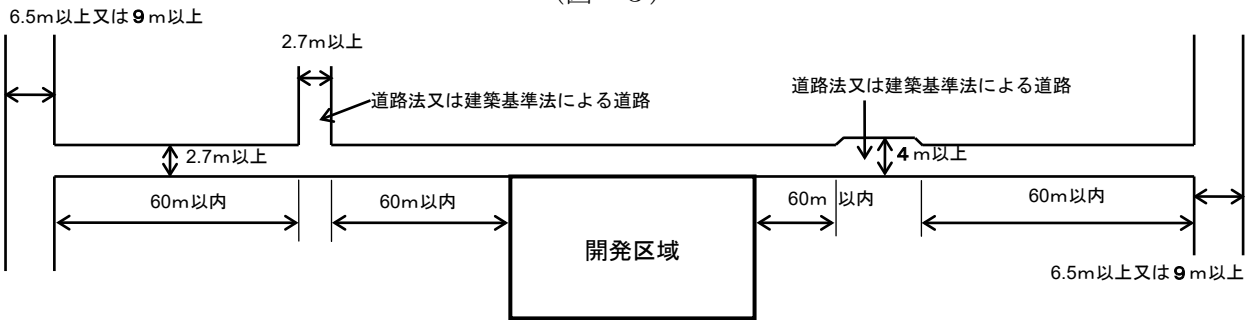 6.5m以上又は9m以上
2.7m以上
道路法又は建築基準法による道路
道路法又は建築基準法による道路
2.7m以上
4m以上
60m以内
60m以内
60m 以内
60m以内
開発区域
6.5m以上又は9m以上